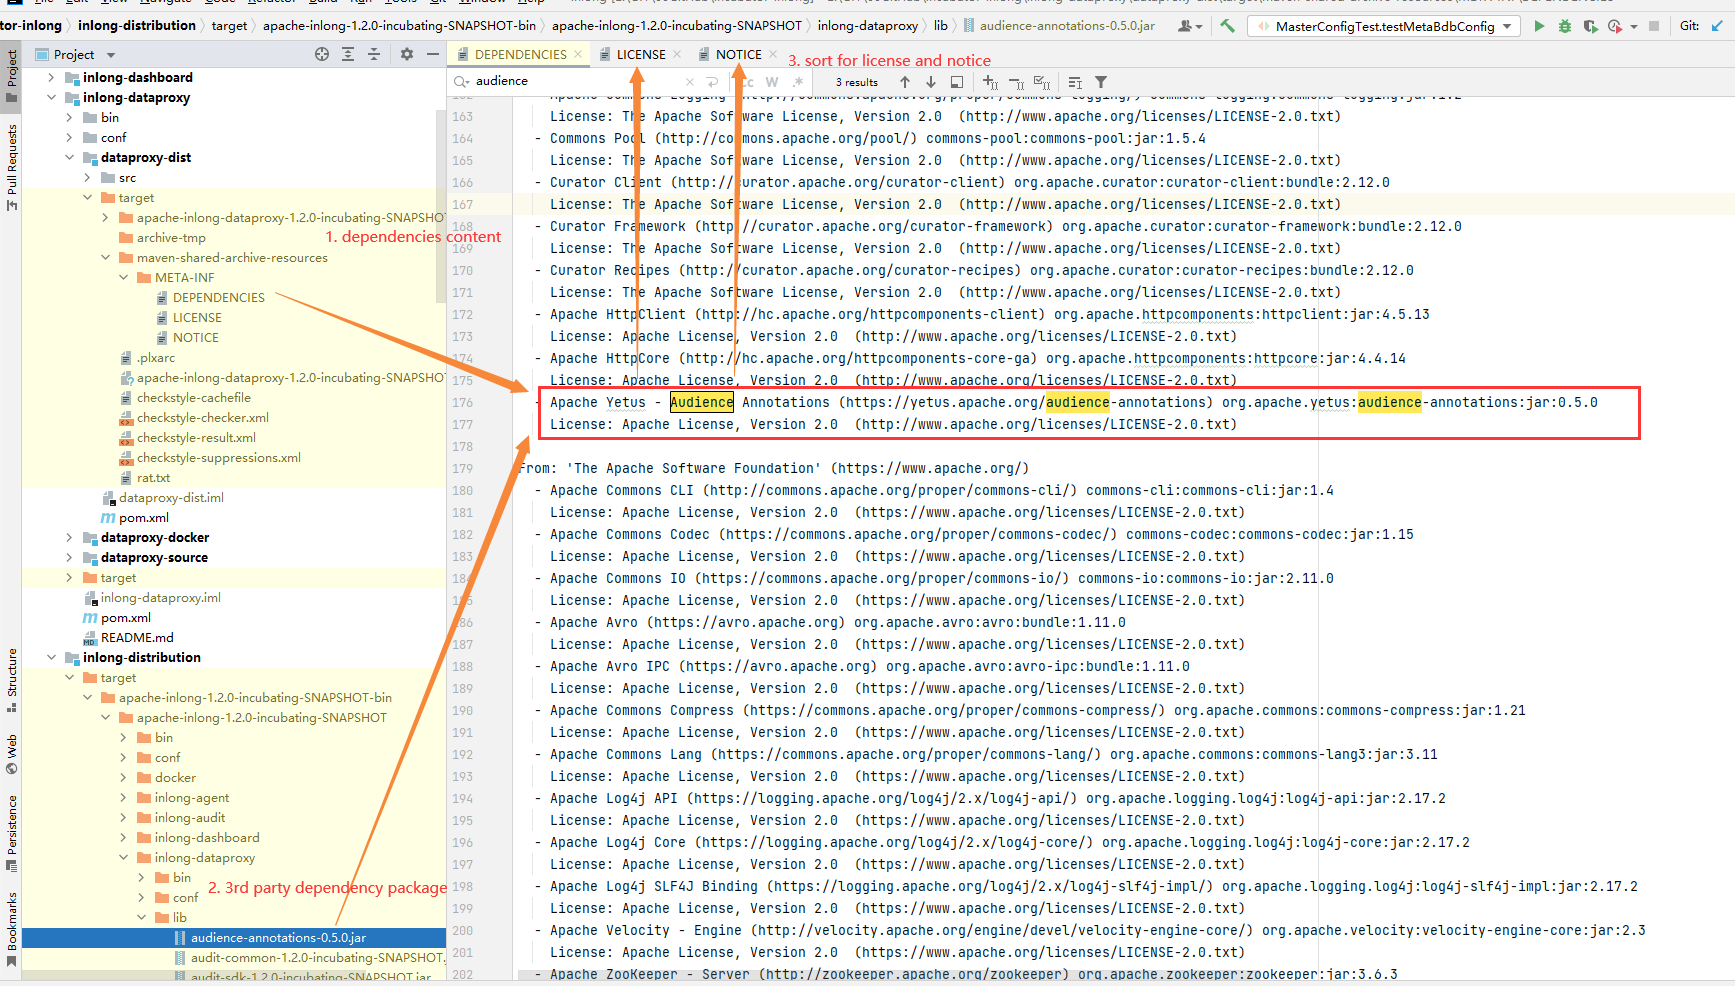 tor-inlong inlong-distribution target apache-inlong-1.2.0-incubating-SNAPSHOT-bin apache-inlong-1.2.0-incubating-SNAPSHOT inlong-dataproxy lib audience-annotations-0.5.0.jar MasterConfigTest.testMetaBdbConfig Git:
Project
DEPENDENCIES LICENSE NOTICE
3. sort for license and notice
audience W 3 results
Project
Pull Requests
Structure
Web
Persistence
Bookmarks
inlong-dashboard
inlong-dataproxy
bin
conf
dataproxy-dist
src
target
apache-inlong-dataproxy-1.2.0-incubating-SNAPSHOT
archive-tmp
1. dependencies content
maven-shared-archive-resources
META-INF
DEPENDENCIES
LICENSE
NOTICE
.plxarc
apache-inlong-dataproxy-1.2.0-incubating-SNAPSHOT
checkstyle-cachefile
checkstyle-checker.xml
checkstyle-result.xml
checkstyle-suppressions.xml
rat.txt
dataproxy-dist.iml
pom.xml
dataproxy-docker
dataproxy-source
target
inlong-dataproxy.iml
pom.xml
README.md
inlong-distribution
target
apache-inlong-1.2.0-incubating-SNAPSHOT-bin
apache-inlong-1.2.0-incubating-SNAPSHOT
bin
conf
docker
inlong-agent
inlong-audit
inlong-dashboard
inlong-dataproxy
bin
2. 3rd party dependency package
conf
lib
audience-annotations-0.5.0.jar
audit-common-1.2.0-incubating-SNAPSHOT.
audit-sdk-1.2.0-incubating-SNAPSHOT.jar
163 License: The Apache Software License, Version 2.0 (http://www.apache.org/licenses/LICENSE-2.0.txt)
164 - Commons Pool (http://commons.apache.org/pool/) commons-pool:commons-pool:jar:1.5.4
165 License: The Apache Software License, Version 2.0 (http://www.apache.org/licenses/LICENSE-2.0.txt)
166 - Curator Client (http://curator.apache.org/curator-client) org.apache.curator:curator-client:bundle:2.12.0
167 License: The Apache Software License, Version 2.0 (http://www.apache.org/licenses/LICENSE-2.0.txt)
168 - Curator Framework (http://curator.apache.org/curator-framework) org.apache.curator:curator-framework:bundle:2.12.0
169 License: The Apache Software License, Version 2.0 (http://www.apache.org/licenses/LICENSE-2.0.txt)
170 - Curator Recipes (http://curator.apache.org/curator-recipes) org.apache.curator:curator-recipes:bundle:2.12.0
171 License: The Apache Software License, Version 2.0 (http://www.apache.org/licenses/LICENSE-2.0.txt)
172 - Apache HttpClient (http://hc.apache.org/httpcomponents-client) org.apache.httpcomponents:httpclient:jar:4.5.13
173 License: Apache License, Version 2.0 (http://www.apache.org/licenses/LICENSE-2.0.txt)
174 - Apache HttpCore (http://hc.apache.org/httpcomponents-core-ga) org.apache.httpcomponents:httpcore:jar:4.4.14
175 License: Apache License, Version 2.0 (http://www.apache.org/licenses/LICENSE-2.0.txt)
176 - Apache Yetus - Audience Annotations (https://yetus.apache.org/audience-annotations) org.apache.yetus:audience-annotations:jar:0.5.0
177 License: Apache License, Version 2.0 (http://www.apache.org/licenses/LICENSE-2.0.txt)
178
179 From: 'The Apache Software Foundation' (https://www.apache.org/)
180 - Apache Commons CLI (http://commons.apache.org/proper/commons-cli/) commons-cli:commons-cli:jar:1.4
181 License: Apache License, Version 2.0 (https://www.apache.org/licenses/LICENSE-2.0.txt)
182 - Apache Commons Codec (https://commons.apache.org/proper/commons-codec/) commons-codec:commons-codec:jar:1.15
183 License: Apache License, Version 2.0 (https://www.apache.org/licenses/LICENSE-2.0.txt)
184 - Apache Commons IO (https://commons.apache.org/proper/commons-io/) commons-io:commons-io:jar:2.11.0
185 License: Apache License, Version 2.0 (https://www.apache.org/licenses/LICENSE-2.0.txt)
186 - Apache Avro (https://avro.apache.org) org.apache.avro:avro:bundle:1.11.0
187 License: Apache License, Version 2.0 (https://www.apache.org/licenses/LICENSE-2.0.txt)
188 - Apache Avro IPC (https://avro.apache.org) org.apache.avro:avro-ipc:bundle:1.11.0
189 License: Apache License, Version 2.0 (https://www.apache.org/licenses/LICENSE-2.0.txt)
190 - Apache Commons Compress (https://commons.apache.org/proper/commons-compress/) org.apache.commons:commons-compress:jar:1.21
191 License: Apache License, Version 2.0 (https://www.apache.org/licenses/LICENSE-2.0.txt)
192 - Apache Commons Lang (https://commons.apache.org/proper/commons-lang/) org.apache.commons:commons-lang3:jar:3.11
193 License: Apache License, Version 2.0 (https://www.apache.org/licenses/LICENSE-2.0.txt)
194 - Apache Log4j API (https://logging.apache.org/log4j/2.x/log4j-api/) org.apache.logging.log4j:log4j-api:jar:2.17.2
195 License: Apache License, Version 2.0 (https://www.apache.org/licenses/LICENSE-2.0.txt)
196 - Apache Log4j Core (https://logging.apache.org/log4j/2.x/log4j-core/) org.apache.logging.log4j:log4j-core:jar:2.17.2
197 License: Apache License, Version 2.0 (https://www.apache.org/licenses/LICENSE-2.0.txt)
198 - Apache Log4j SLF4J Binding (https://logging.apache.org/log4j/2.x/log4j-slf4j-impl/) org.apache.logging.log4j:log4j-slf4j-impl:jar:2.17.2
199 License: Apache License, Version 2.0 (https://www.apache.org/licenses/LICENSE-2.0.txt)
200 - Apache Velocity - Engine (http://velocity.apache.org/engine/devel/velocity-engine-core/) org.apache.velocity:velocity-engine-core:jar:2.3
201 License: Apache License, Version 2.0 (https://www.apache.org/licenses/LICENSE-2.0.txt)
202 - Apache ZooKeeper - Server (http://zookeeper.apache.org/zookeeper) org.apache.zookeeper:zookeeper:jar:3.6.3